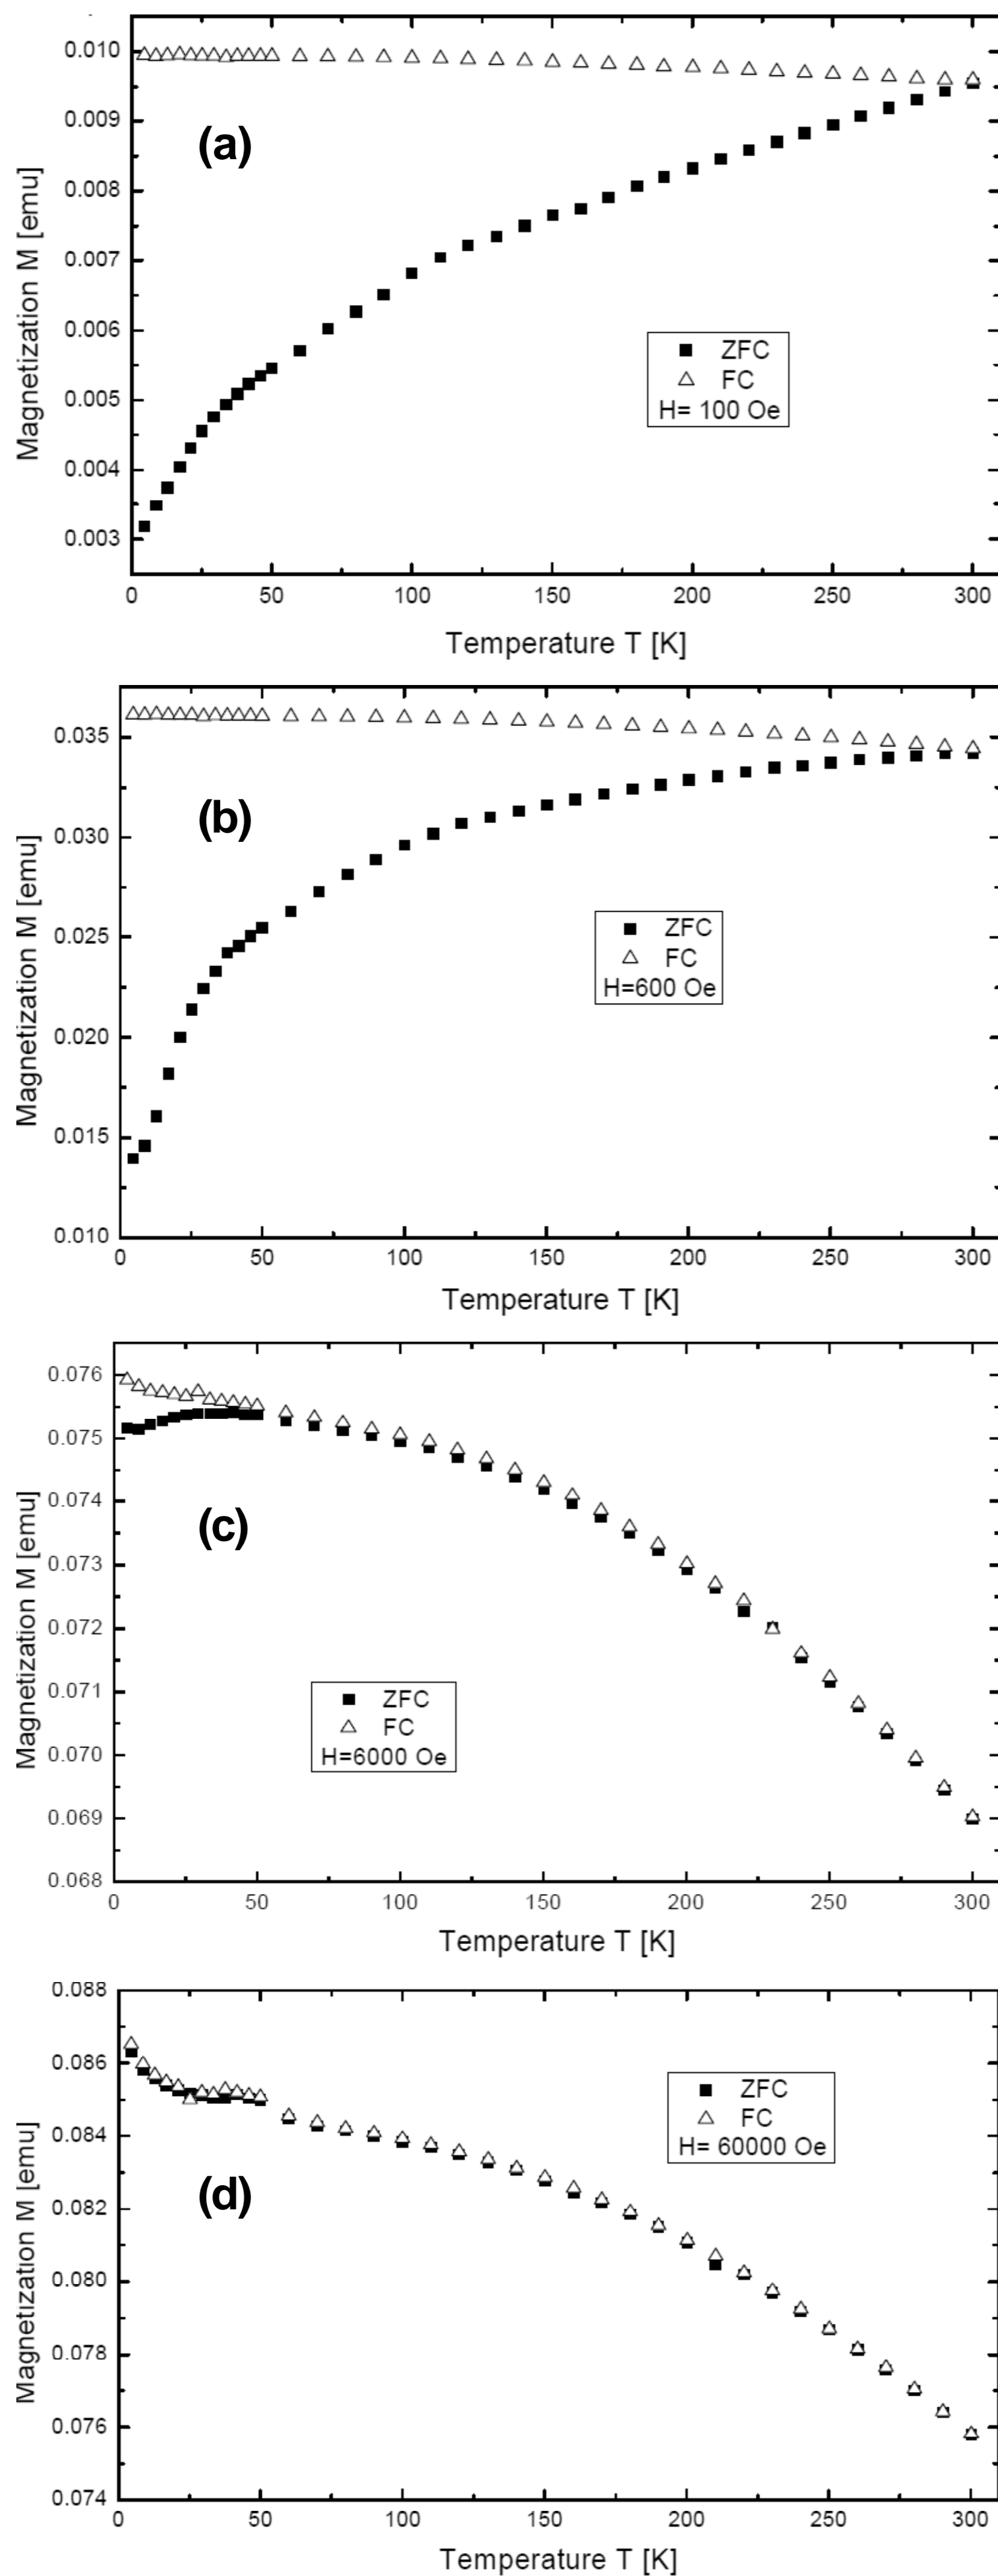 0.010
0.009
0.008
0.007
0.006
0.005
0.004
0.003
Magnetization M [emu]
(a)
ZFC
FC
H= 100 Oe
0 50 100 150 200 250 300
Temperature T [K]
0.035
0.030
0.025
0.020
0.015
0.010
Magnetization M [emu]
(b)
ZFC
FC
H=600 Oe
0 50 100 150 200 250 300
Temperature T [K]
0.076
0.075
0.074
0.073
0.072
0.071
0.070
0.069
0.068
Magnetization M [emu]
(c)
ZFC
FC
H=6000 Oe
0 50 100 150 200 250 300
Temperature T [K]
0.088
0.086
0.084
0.082
0.080
0.078
0.076
0.074
Magnetization M [emu]
(d)
ZFC
FC
H= 60000 Oe
0 50 100 150 200 250 300
Temperature T [K]